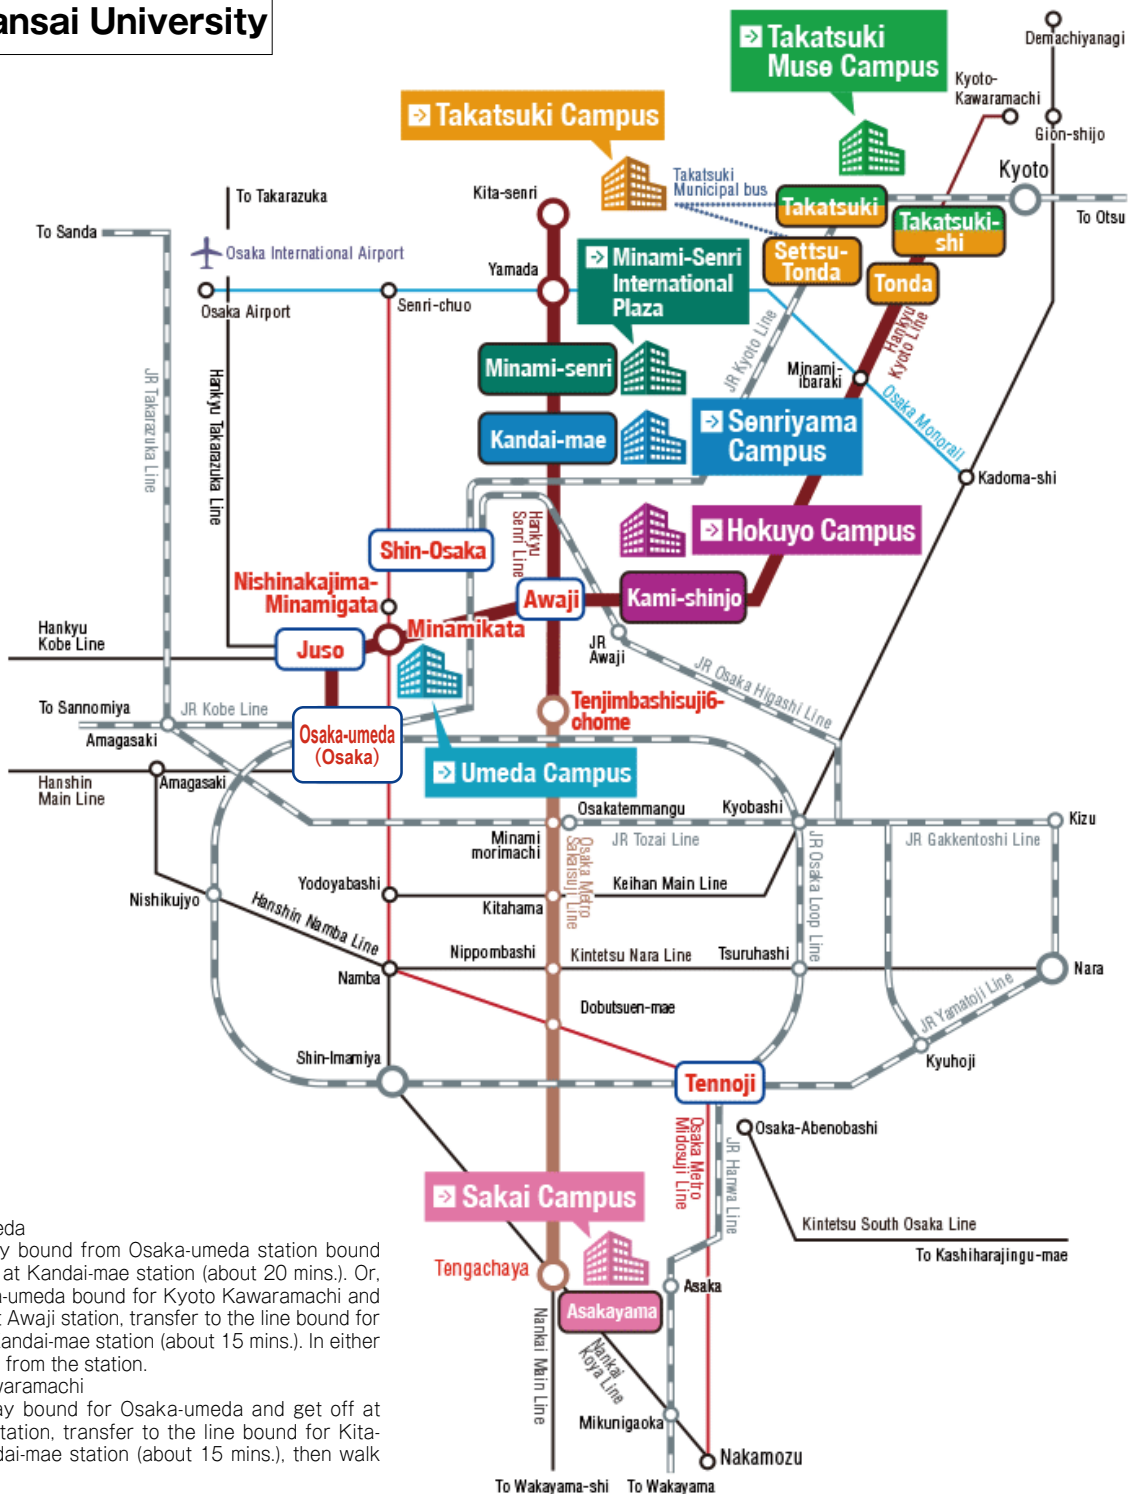 ansai University
Takatsuki
Muse Campus
Demachiyanagi
Kyoto-
Kawaramachi
Gion-shijo
Takatsuki Campus
Kyoto
Takatsuki
Municipal bus
Kita-senri
To Takarazuka
Takatsuki
Takatsuki-
shi
To Otsu
To Sanda
Osaka International Airport
Minami-Senri
International
Plaza
Settsu-
Tonda
Tonda
Yamada
Osaka Airport
Senri-chuo
Hankyu
Kyoto Line
JR Kyoto Line
Minami-
ibaraki
Minami-senri
JR Takarazuka Line
Hankyu Takarazuka Line
Osaka Monorail
Kandai-mae
Senriyama
Campus
Kadoma-shi
Hankyu
Senri Line
Hokuyo Campus
Shin-Osaka
Nishinakajima-
Minamigata
Awaji
Kami-shinjo
Minamikata
Hankyu
Kobe Line
Juso
JR
Awaji
JR Osaka Higashi Line
To Sannomiya
JR Kobe Line
Tenjimbashisuji6-
chome
Amagasaki
Osaka-umeda
(Osaka)
Umeda Campus
Hanshin
Main Line
Amagasaki
Osakatemmangu
Kyobashi
Kizu
Minami
morimachi
JR Tozai Line
JR Gakkentoshi Line
Osaka Metro
Sakaisuji Line
JR Osaka Loop Line
Yodoyabashi
Keihan Main Line
Nishikujyo
Hanshin Namba Line
Kitahama
Nippombashi
Kintetsu Nara Line
Tsuruhashi
Namba
Nara
Dobutsuen-mae
JR Yamatoji Line
Shin-Imamiya
Kyuhoji
Tennoji
Osaka Metro
Midosuji Line
JR Hanwa Line
Osaka-Abenobashi
Sakai Campus
Kintetsu South Osaka Line
To Kashiharajingu-mae
Tengachaya
Asaka
Asakayama
Nankai Main Line
Nankai
Koya Line
Mikunigaoka
Nakamozu
To Wakayama-shi
To Wakayama
eda
y bound from Osaka-umeda station bound
at Kandai-mae station (about 20 mins.). Or,
a-umeda bound for Kyoto Kawaramachi and
t Awaji station, transfer to the line bound for
andai-mae station (about 15 mins.). In either
from the station.
waramachi
ay bound for Osaka-umeda and get off at
tation, transfer to the line bound for Kita-
dai-mae station (about 15 mins.), then walk